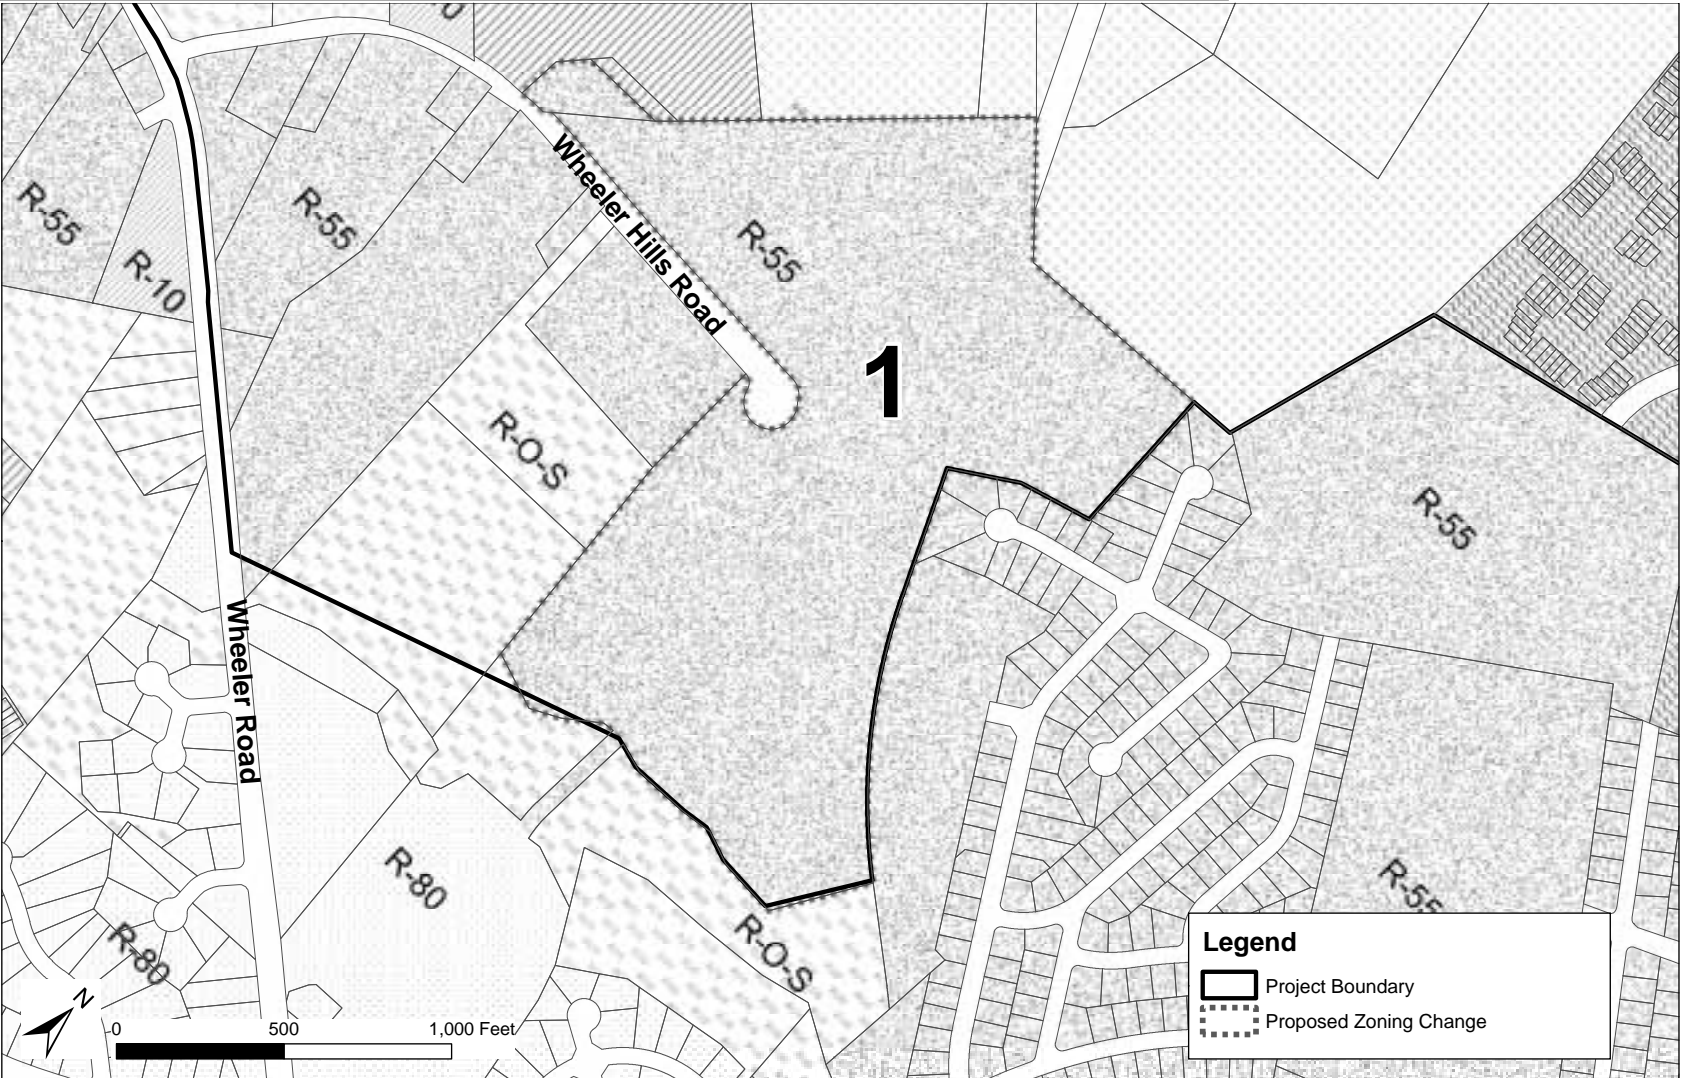 R-55
R-55
R-10
Wheeler Hills Road
R-55
1
R-O-S
R-55
Wheeler Road
R-80
R-80
R-O-S
R-55
N
0 500 1,000 Feet
Legend
Project Boundary
Proposed Zoning Change